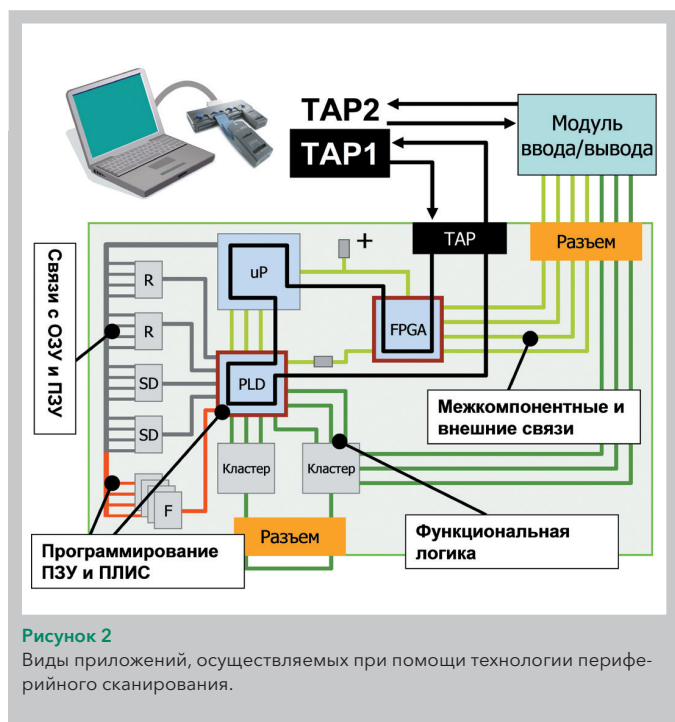 TAP2
TAP1
Модуль
ввода/вывода
Связи с ОЗУ и ПЗУ
TAP
Разъем
uP
+
R
FPGA
R
PLD
SD
Межкомпонентные и
внешние связи
SD
Кластер
Кластер
F
Функциональная
логика
Программирование
ПЗУ и ПЛИС
Разъем
Рисунок 2
Виды приложений, осуществляемых при помощи технологии перифе-
рийного сканирования.